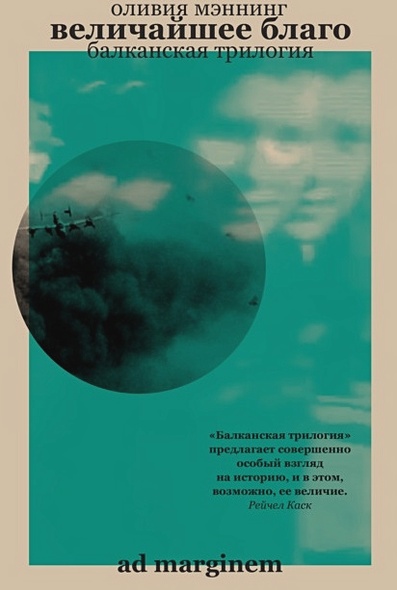 оливия мэннинг
величайшее благо
балканская трилогия
«Балканская трилогия»
предлагает совершенно
особый взгляд
на историю, и в этом,
возможно, ее величие.
Рейчел Каск
ad marginem